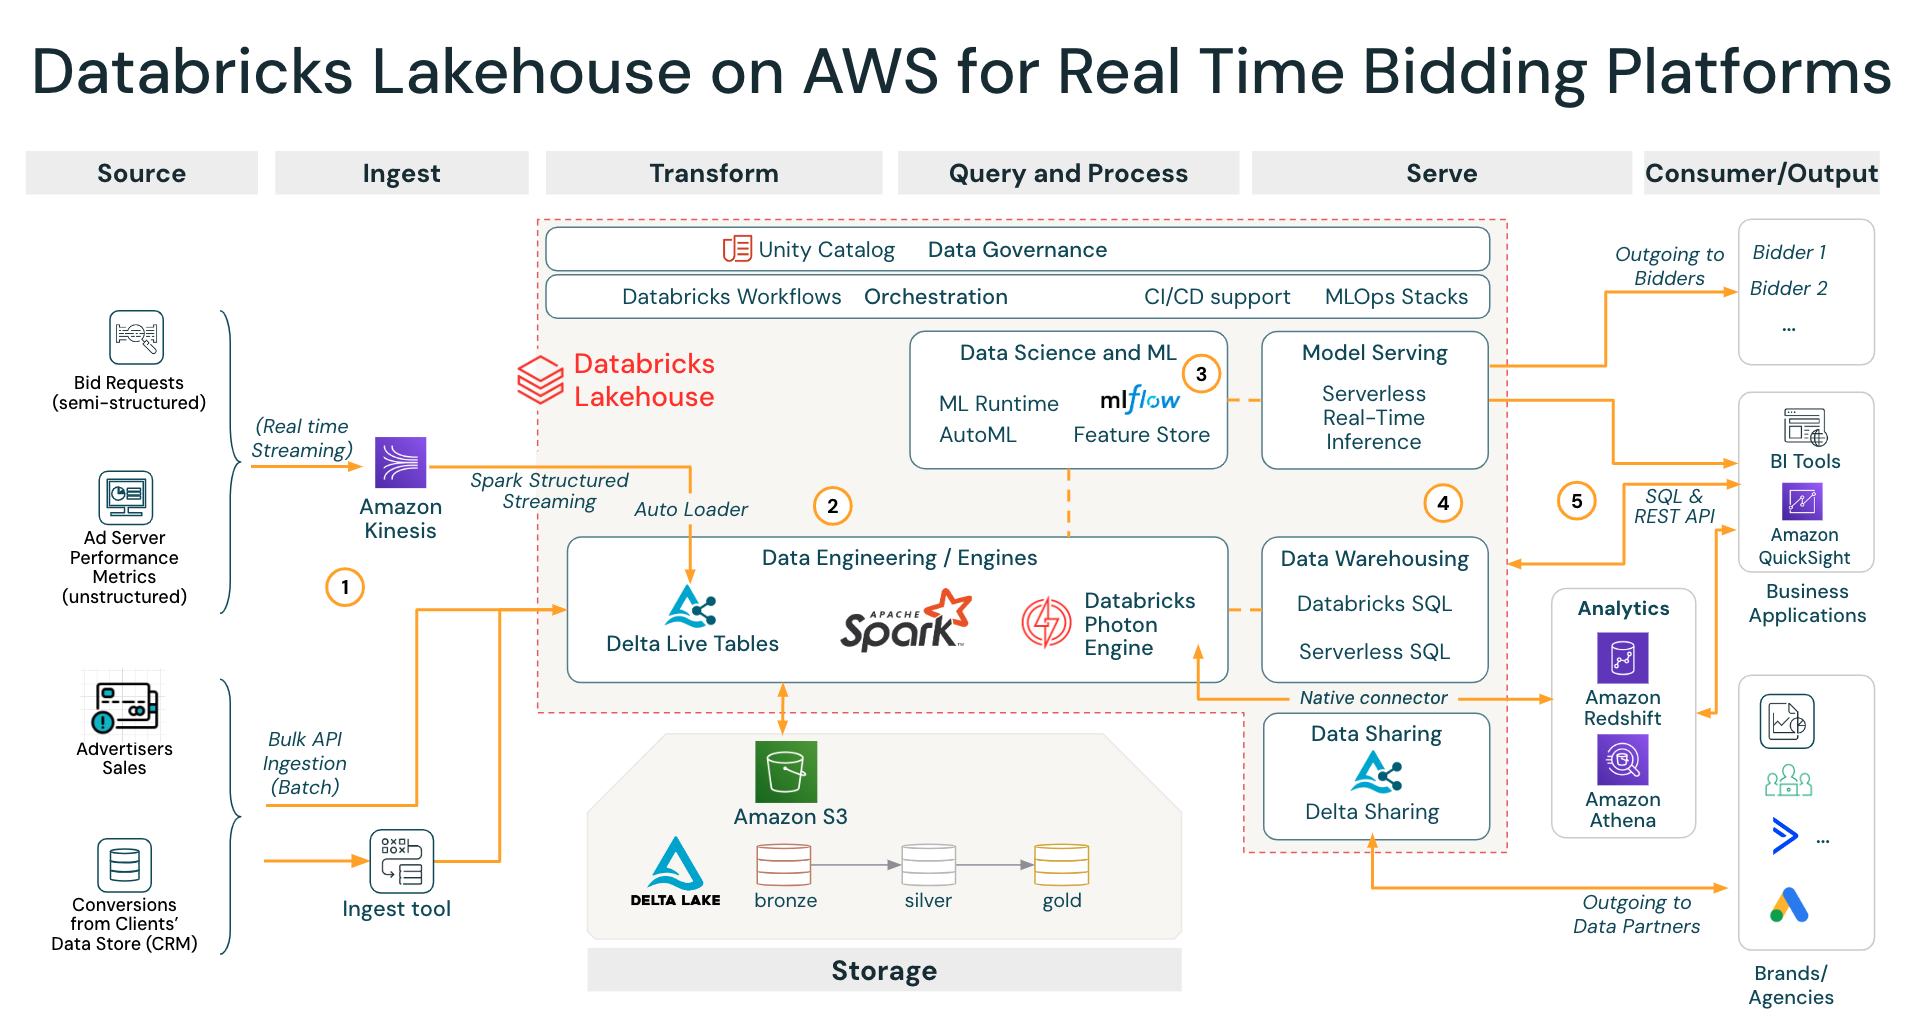 Databricks Lakehouse on AWS for Real Time Bidding Platforms
Source
Ingest
Transform
Query and Process
Serve
Consumer/Output
Bid Requests
(semi-structured)
Ad Server
Performance
Metrics
(unstructured)
Advertisers
Sales
Conversions
from Clients'
Data Store (CRM)
(Real time
Streaming)
Amazon
Kinesis
1
Bulk API
Ingestion
(Batch)
Ingest tool
Spark Structured
Streaming
Auto Loader
Databricks
Lakehouse
Unity Catalog
Data Governance
Databricks Workflows
Orchestration
CI/CD support
MLOps Stacks
2
Data Science and ML
3
ML Runtime
mlflow
AutoML
Feature Store
Model Serving
Serverless
Real-Time
Inference
Data Engineering / Engines
Delta Live Tables
APACHE
Spark™
Databricks
Photon
Engine
4
Data Warehousing
Databricks SQL
Serverless SQL
Native connector
Data Sharing
Delta Sharing
Amazon S3
DELTA LAKE
bronze
silver
gold
Storage
Outgoing to
Bidders
5
SQL &
REST API
Analytics
Amazon
Redshift
Amazon
Athena
Outgoing to
Data Partners
Bidder 1
Bidder 2
...
BI Tools
Amazon
QuickSight
Business
Applications
...
Brands/
Agencies